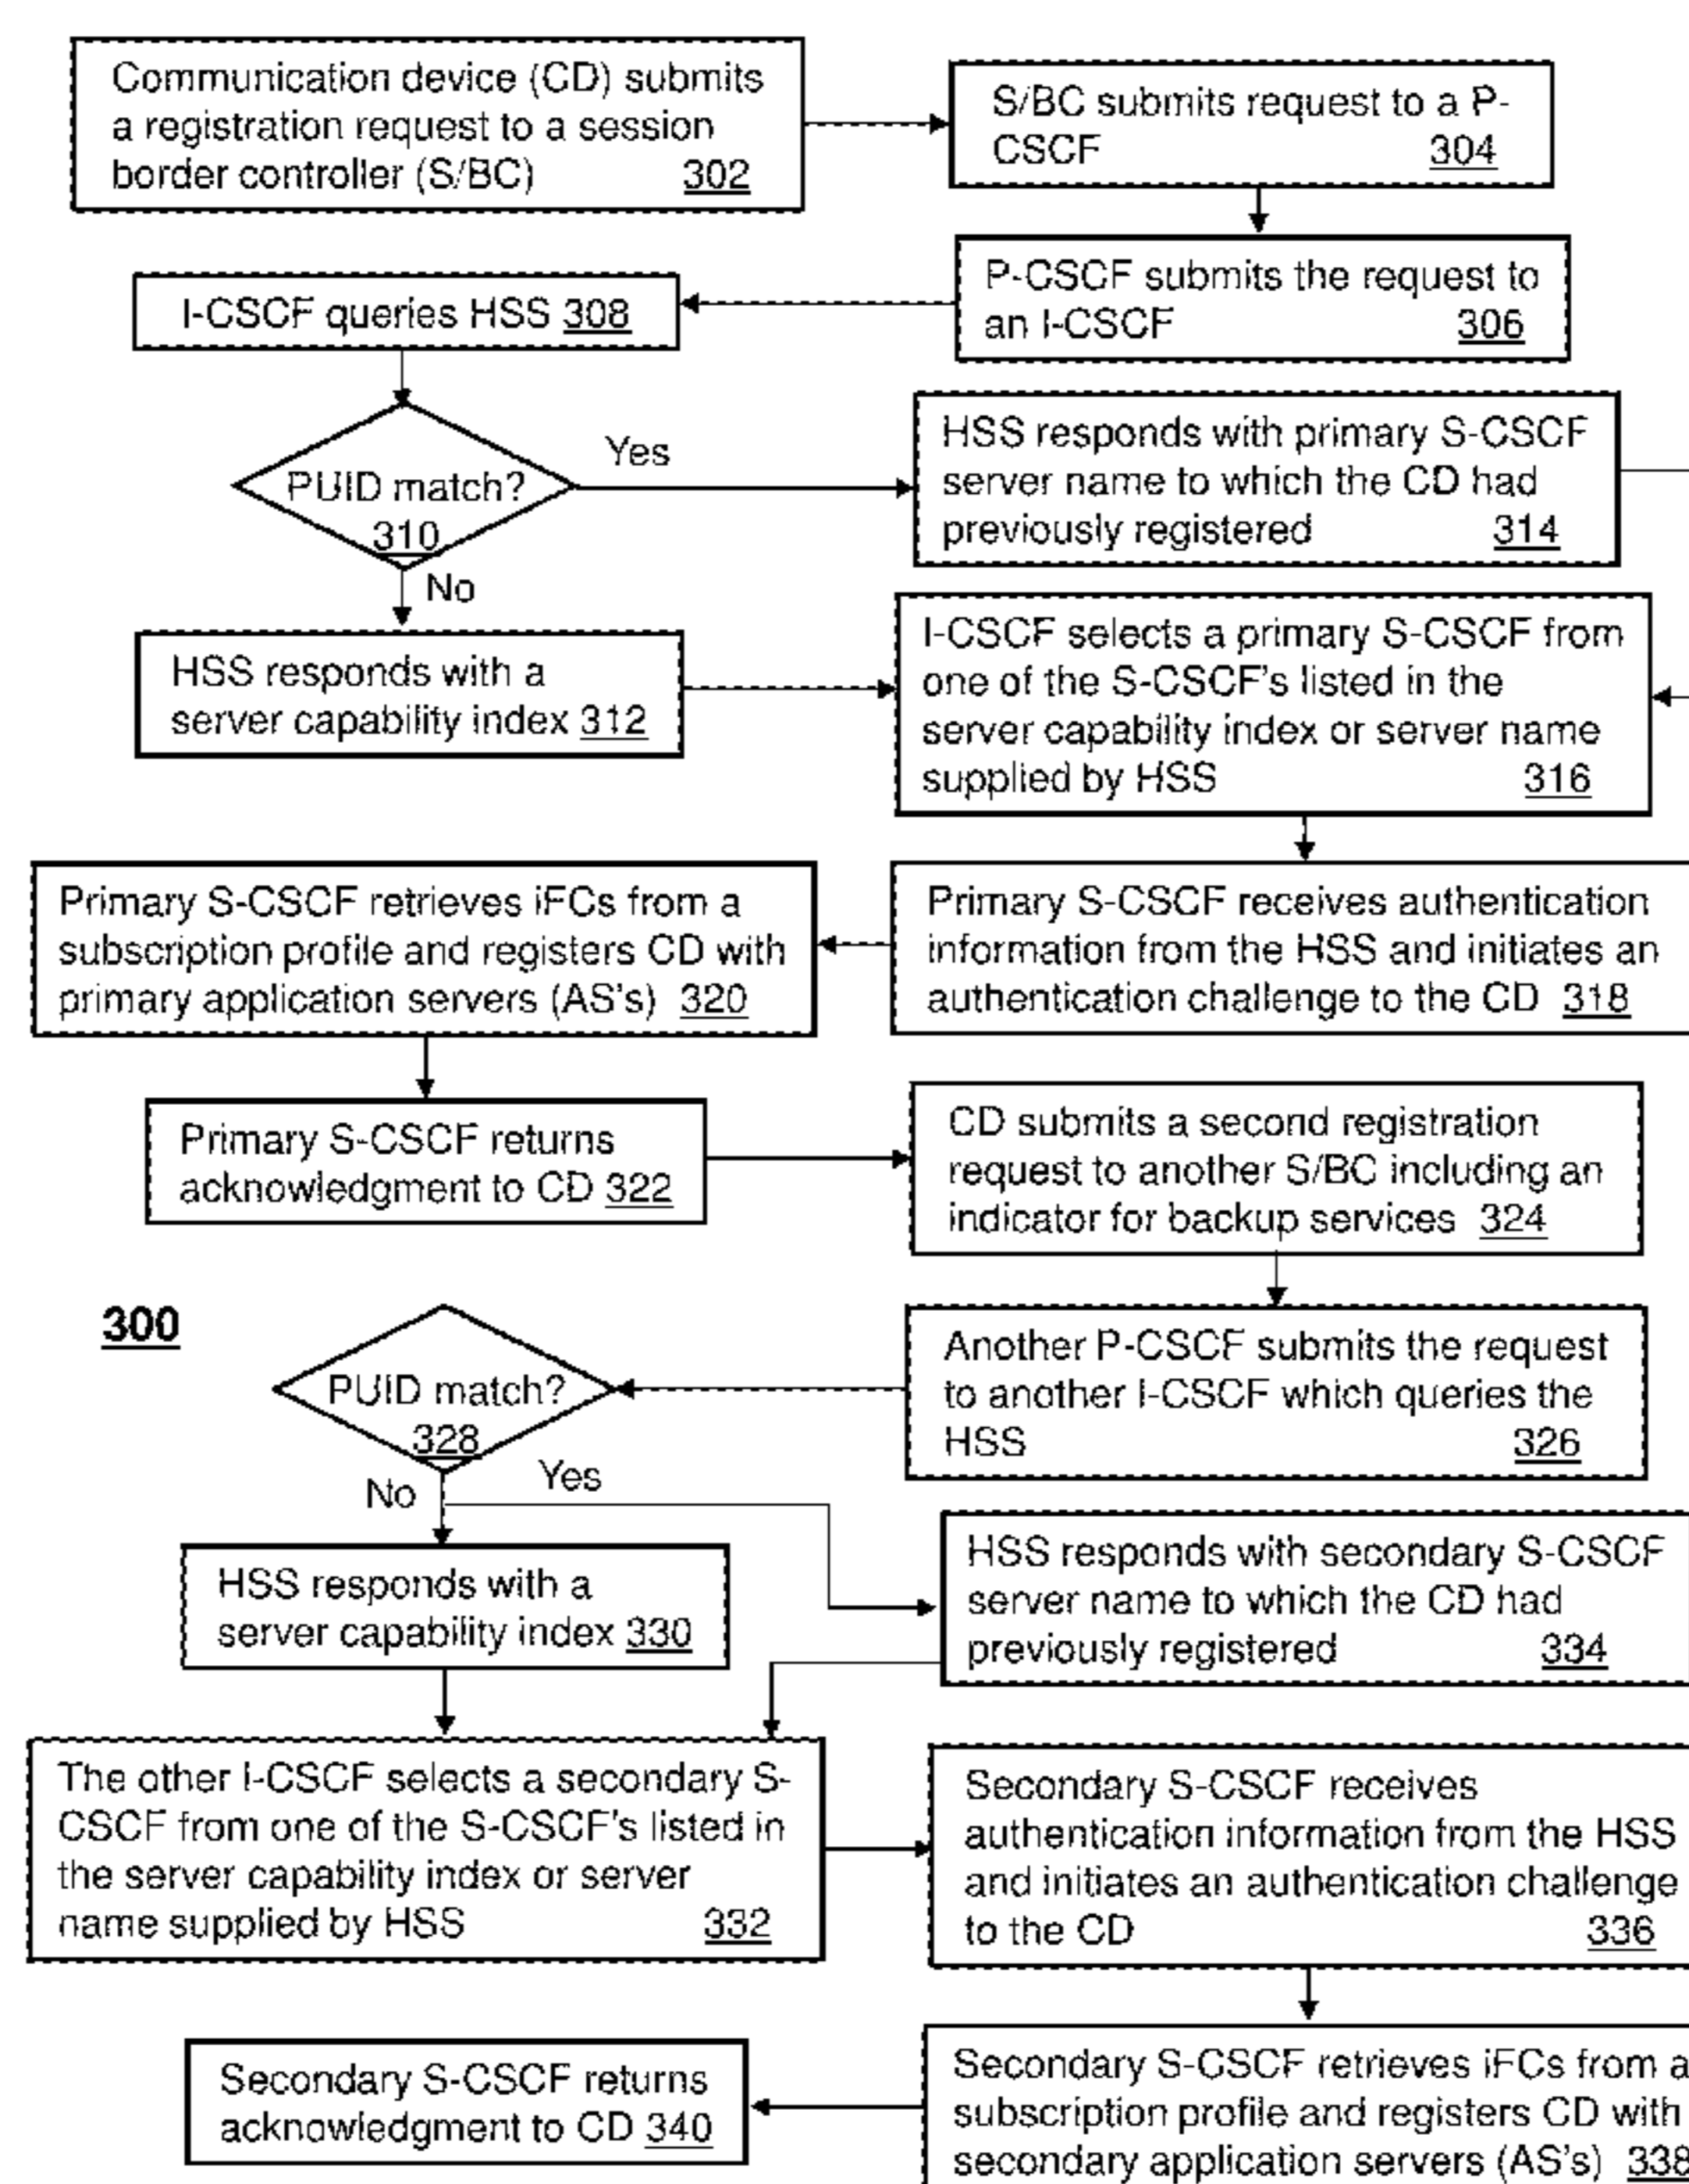 Communication device (CD) submits
a registration request to a session
border controller (S/BC) 302
S/BC submits request to a P-
CSCF 304
P-CSCF submits the request to
an I-CSCF 306
I-CSCF queries HSS 308
PUID match?
310
Yes
No
HSS responds with primary S-CSCF
server name to which the CD had
previously registered 314
HSS responds with a
server capability index 312
I-CSCF selects a primary S-CSCF from
one of the S-CSCF's listed in the
server capability index or server name
supplied by HSS 316
Primary S-CSCF receives authentication
information from the HSS and initiates an
authentication challenge to the CD 318
Primary S-CSCF retrieves iFCs from a
subscription profile and registers CD with
primary application servers (AS's) 320
Primary S-CSCF returns
acknowledgment to CD 322
CD submits a second registration
request to another S/BC including an
indicator for backup services 324
300
Another P-CSCF submits the request
to another I-CSCF which queries the
HSS 326
PUID match?
328
No
Yes
HSS responds with a
server capability index 330
HSS responds with secondary S-CSCF
server name to which the CD had
previously registered 334
The other I-CSCF selects a secondary S-
CSCF from one of the S-CSCF's listed in
the server capability index or server
name supplied by HSS 332
Secondary S-CSCF receives
authentication information from the HSS
and initiates an authentication challenge
to the CD 336
Secondary S-CSCF retrieves iFCs from a
subscription profile and registers CD with
secondary application servers (AS's) 338
Secondary S-CSCF returns
acknowledgment to CD 340